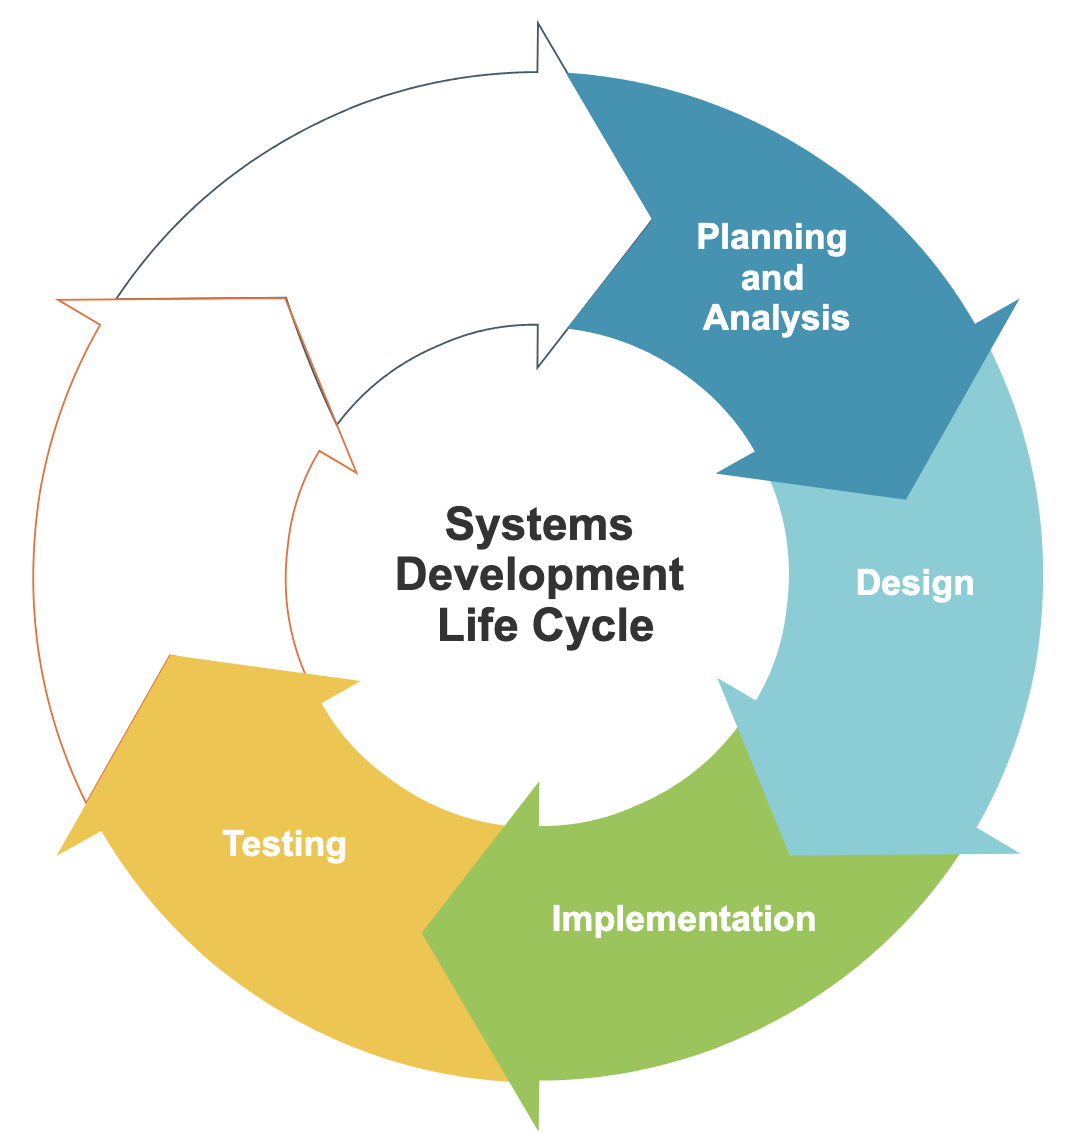 Planning
and
Analysis
Systems
Development
Life Cycle
Design
Testing
Implementation